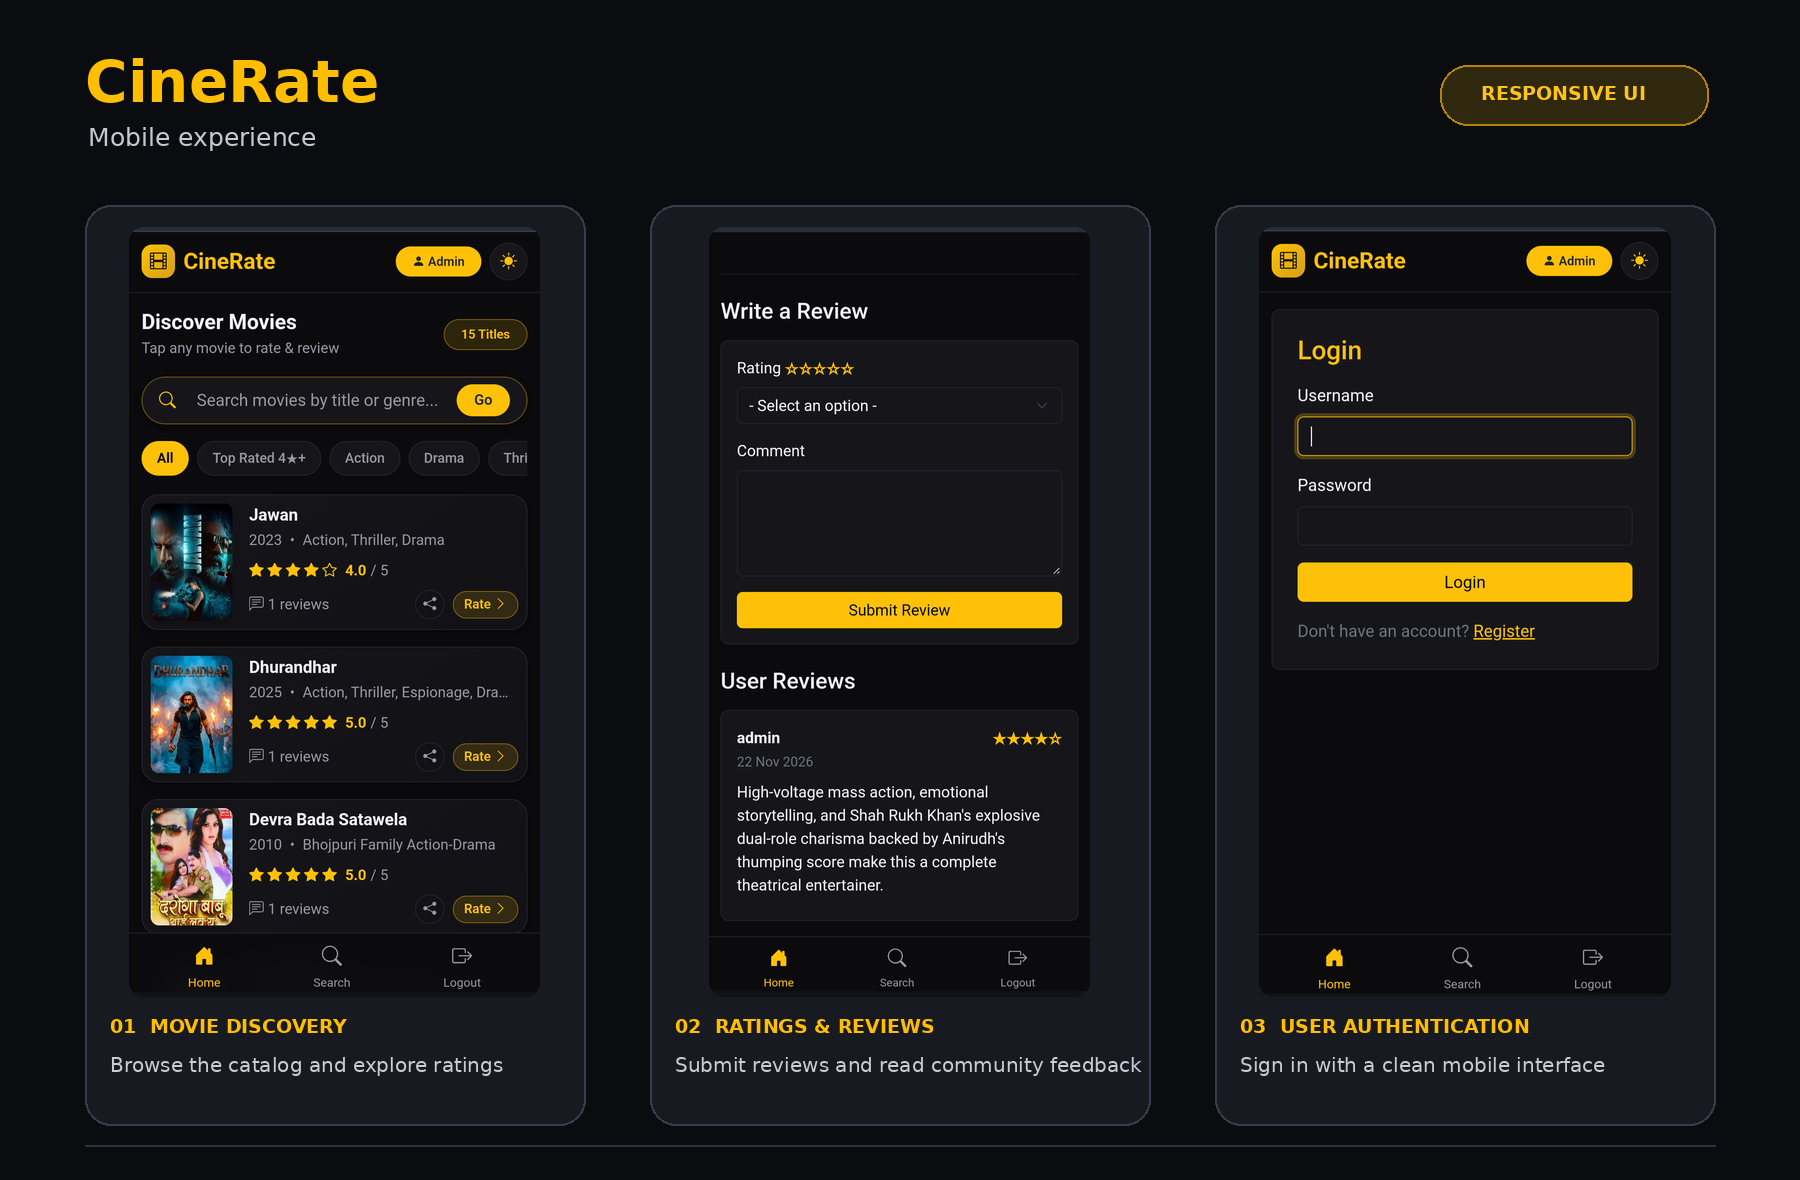 CineRate
Mobile experience
RESPONSIVE UI
CineRate
Admin
Discover Movies
Tap any movie to rate & review
15 Titles
Search movies by title or genre...
Go
All
Top Rated 4★+
Action
Drama
Thri
Jawan
2023 • Action, Thriller, Drama
★★★★☆ 4.0 / 5
1 reviews
Rate
DHURANDHAR
Dhurandhar
2025 • Action, Thriller, Espionage, Dra...
★★★★★ 5.0 / 5
1 reviews
Rate
दरोगा बाबू
Devra Bada Satawela
2010 • Bhojpuri Family Action-Drama
★★★★★ 5.0 / 5
1 reviews
Rate
Home
Search
Logout
01 MOVIE DISCOVERY
Browse the catalog and explore ratings
Write a Review
Rating ☆☆☆☆☆
- Select an option -
Comment
Submit Review
User Reviews
admin
★★★★☆
22 Nov 2026
High-voltage mass action, emotional
storytelling, and Shah Rukh Khan's explosive
dual-role charisma backed by Anirudh's
thumping score make this a complete
theatrical entertainer.
Home
Search
Logout
02 RATINGS & REVIEWS
Submit reviews and read community feedback
CineRate
Admin
Login
Username
Password
Login
Don't have an account? Register
Home
Search
Logout
03 USER AUTHENTICATION
Sign in with a clean mobile interface